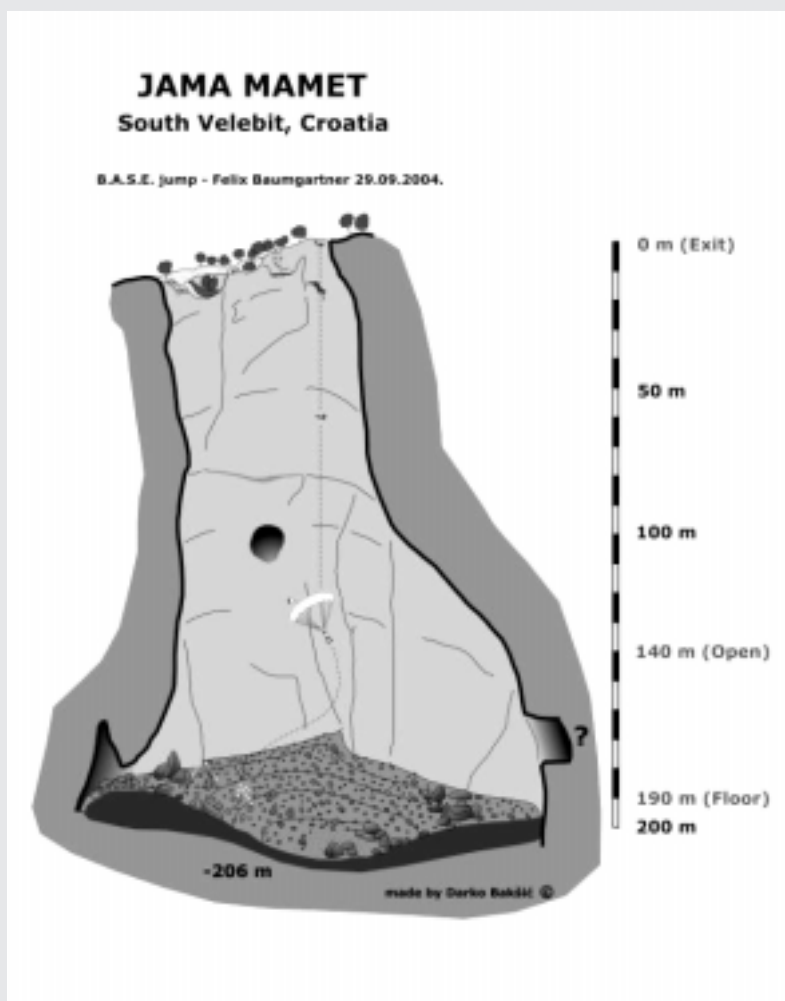 JAMA MAMET
South Velebit, Croatia
B.A.S.E. jump - Felix Baumgartner 29.09.2004.
0 m (Exit)
50 m
100 m
140 m (Open)
?
190 m (Floor)
200 m
-206 m
made by Darko Bakšić ©